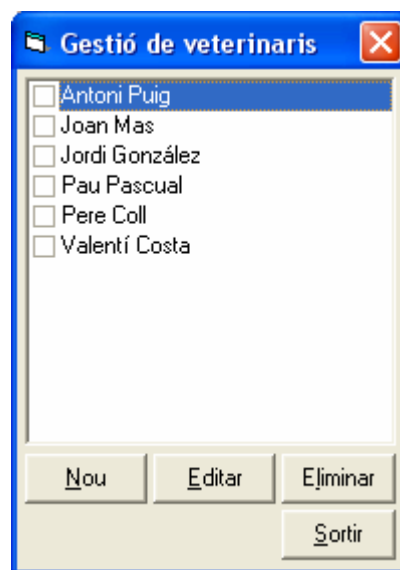 Gestió de veterinaris
Antoni Puig
Joan Mas
Jordi González
Pau Pascual
Pere Coll
Valentí Costa
Nou Editar Eliminar
Sortir